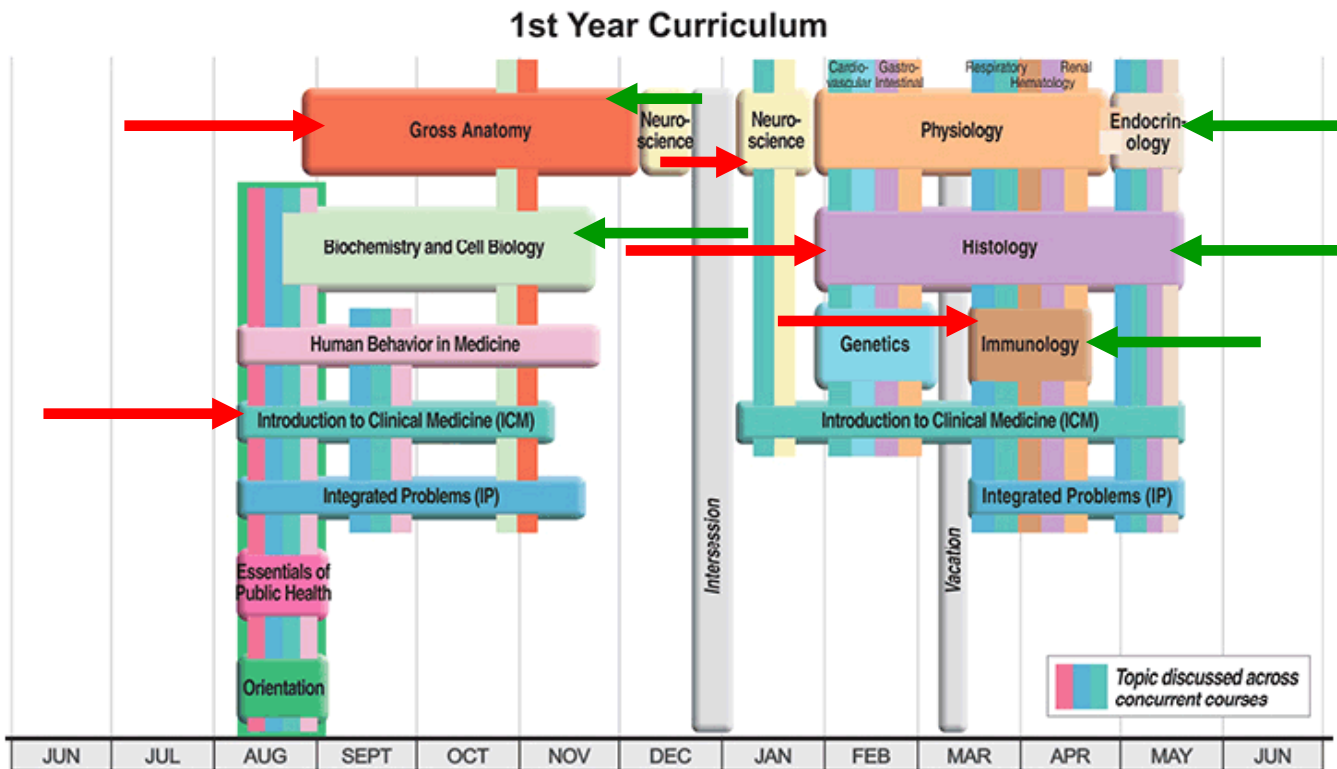 1st Year Curriculum
Cardio-
vascular
Gastro-
Intestinal
Respiratory
Hematology
Renal
Gross Anatomy
Neuro-
science
Neuro-
science
Physiology
Endocrin-
ology
Biochemistry and Cell Biology
Histology
Human Behavior in Medicine
Genetics
Immunology
Introduction to Clinical Medicine (ICM)
Introduction to Clinical Medicine (ICM)
Integrated Problems (IP)
Integrated Problems (IP)
Essentials of
Public Health
Orientation
Intersession
Vacation
Topic discussed across
concurrent courses
JUN JUL AUG SEPT OCT NOV DEC JAN FEB MAR APR MAY JUN